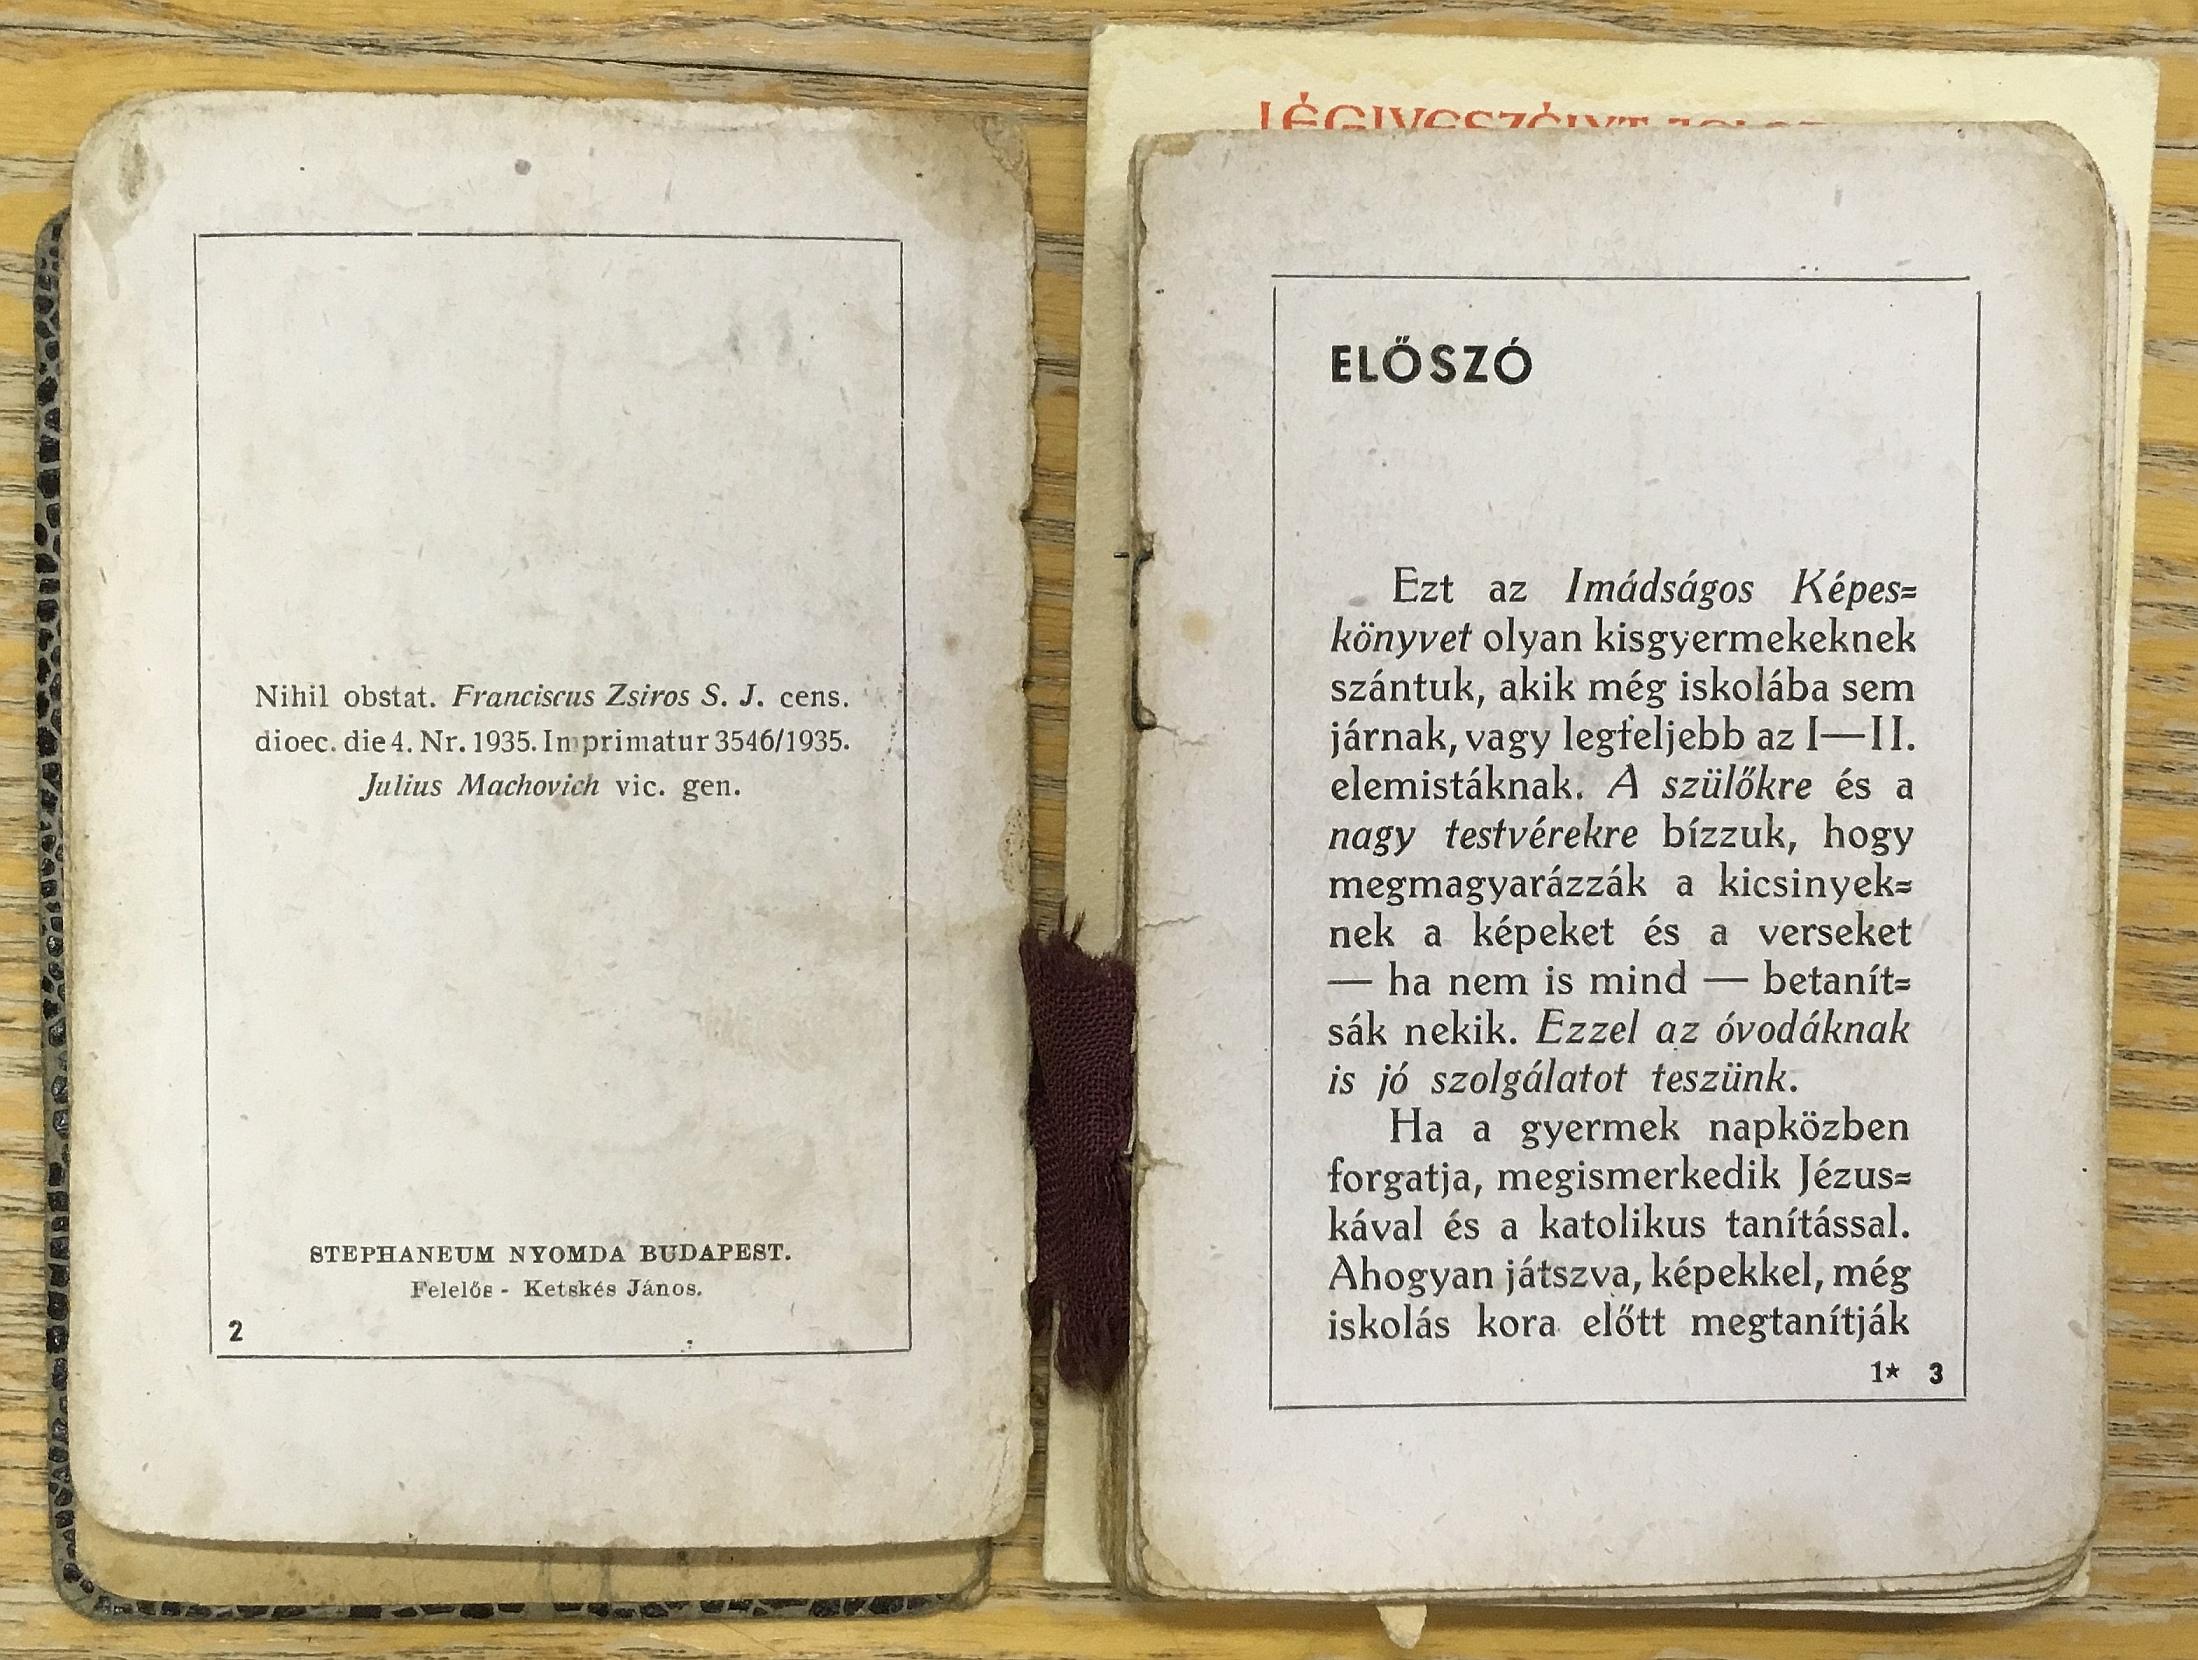 Nihil obstat. Franciscus Zsiros S. J. cens.
dioec. die 4. Nr. 1935. Imprimatur 3546/1935.
Julius Machovich vic. gen.
STEPHANEUM NYOMDA BUDAPEST.
Felelős - Ketskés János.
2
LÉGIVESZÉLYT
ELŐSZÓ
Ezt az Imádságos Képes=
könyvet olyan kisgyermekeknek
szántuk, akik még iskolába sem
járnak, vagy legfeljebb az I—II.
elemistáknak. A szülőkre és a
nagy testvérekre bízzuk, hogy
megmagyarázzák a kicsinyek=
nek a képeket és a verseket
— ha nem is mind — betanít=
sák nekik. Ezzel az óvodáknak
is jó szolgálatot teszünk.
Ha a gyermek napközben
forgatja, megismerkedik Jézus=
kával és a katolikus tanítással.
Ahogyan játszva, képekkel, még
iskolás kora előtt megtanítják
1* 3